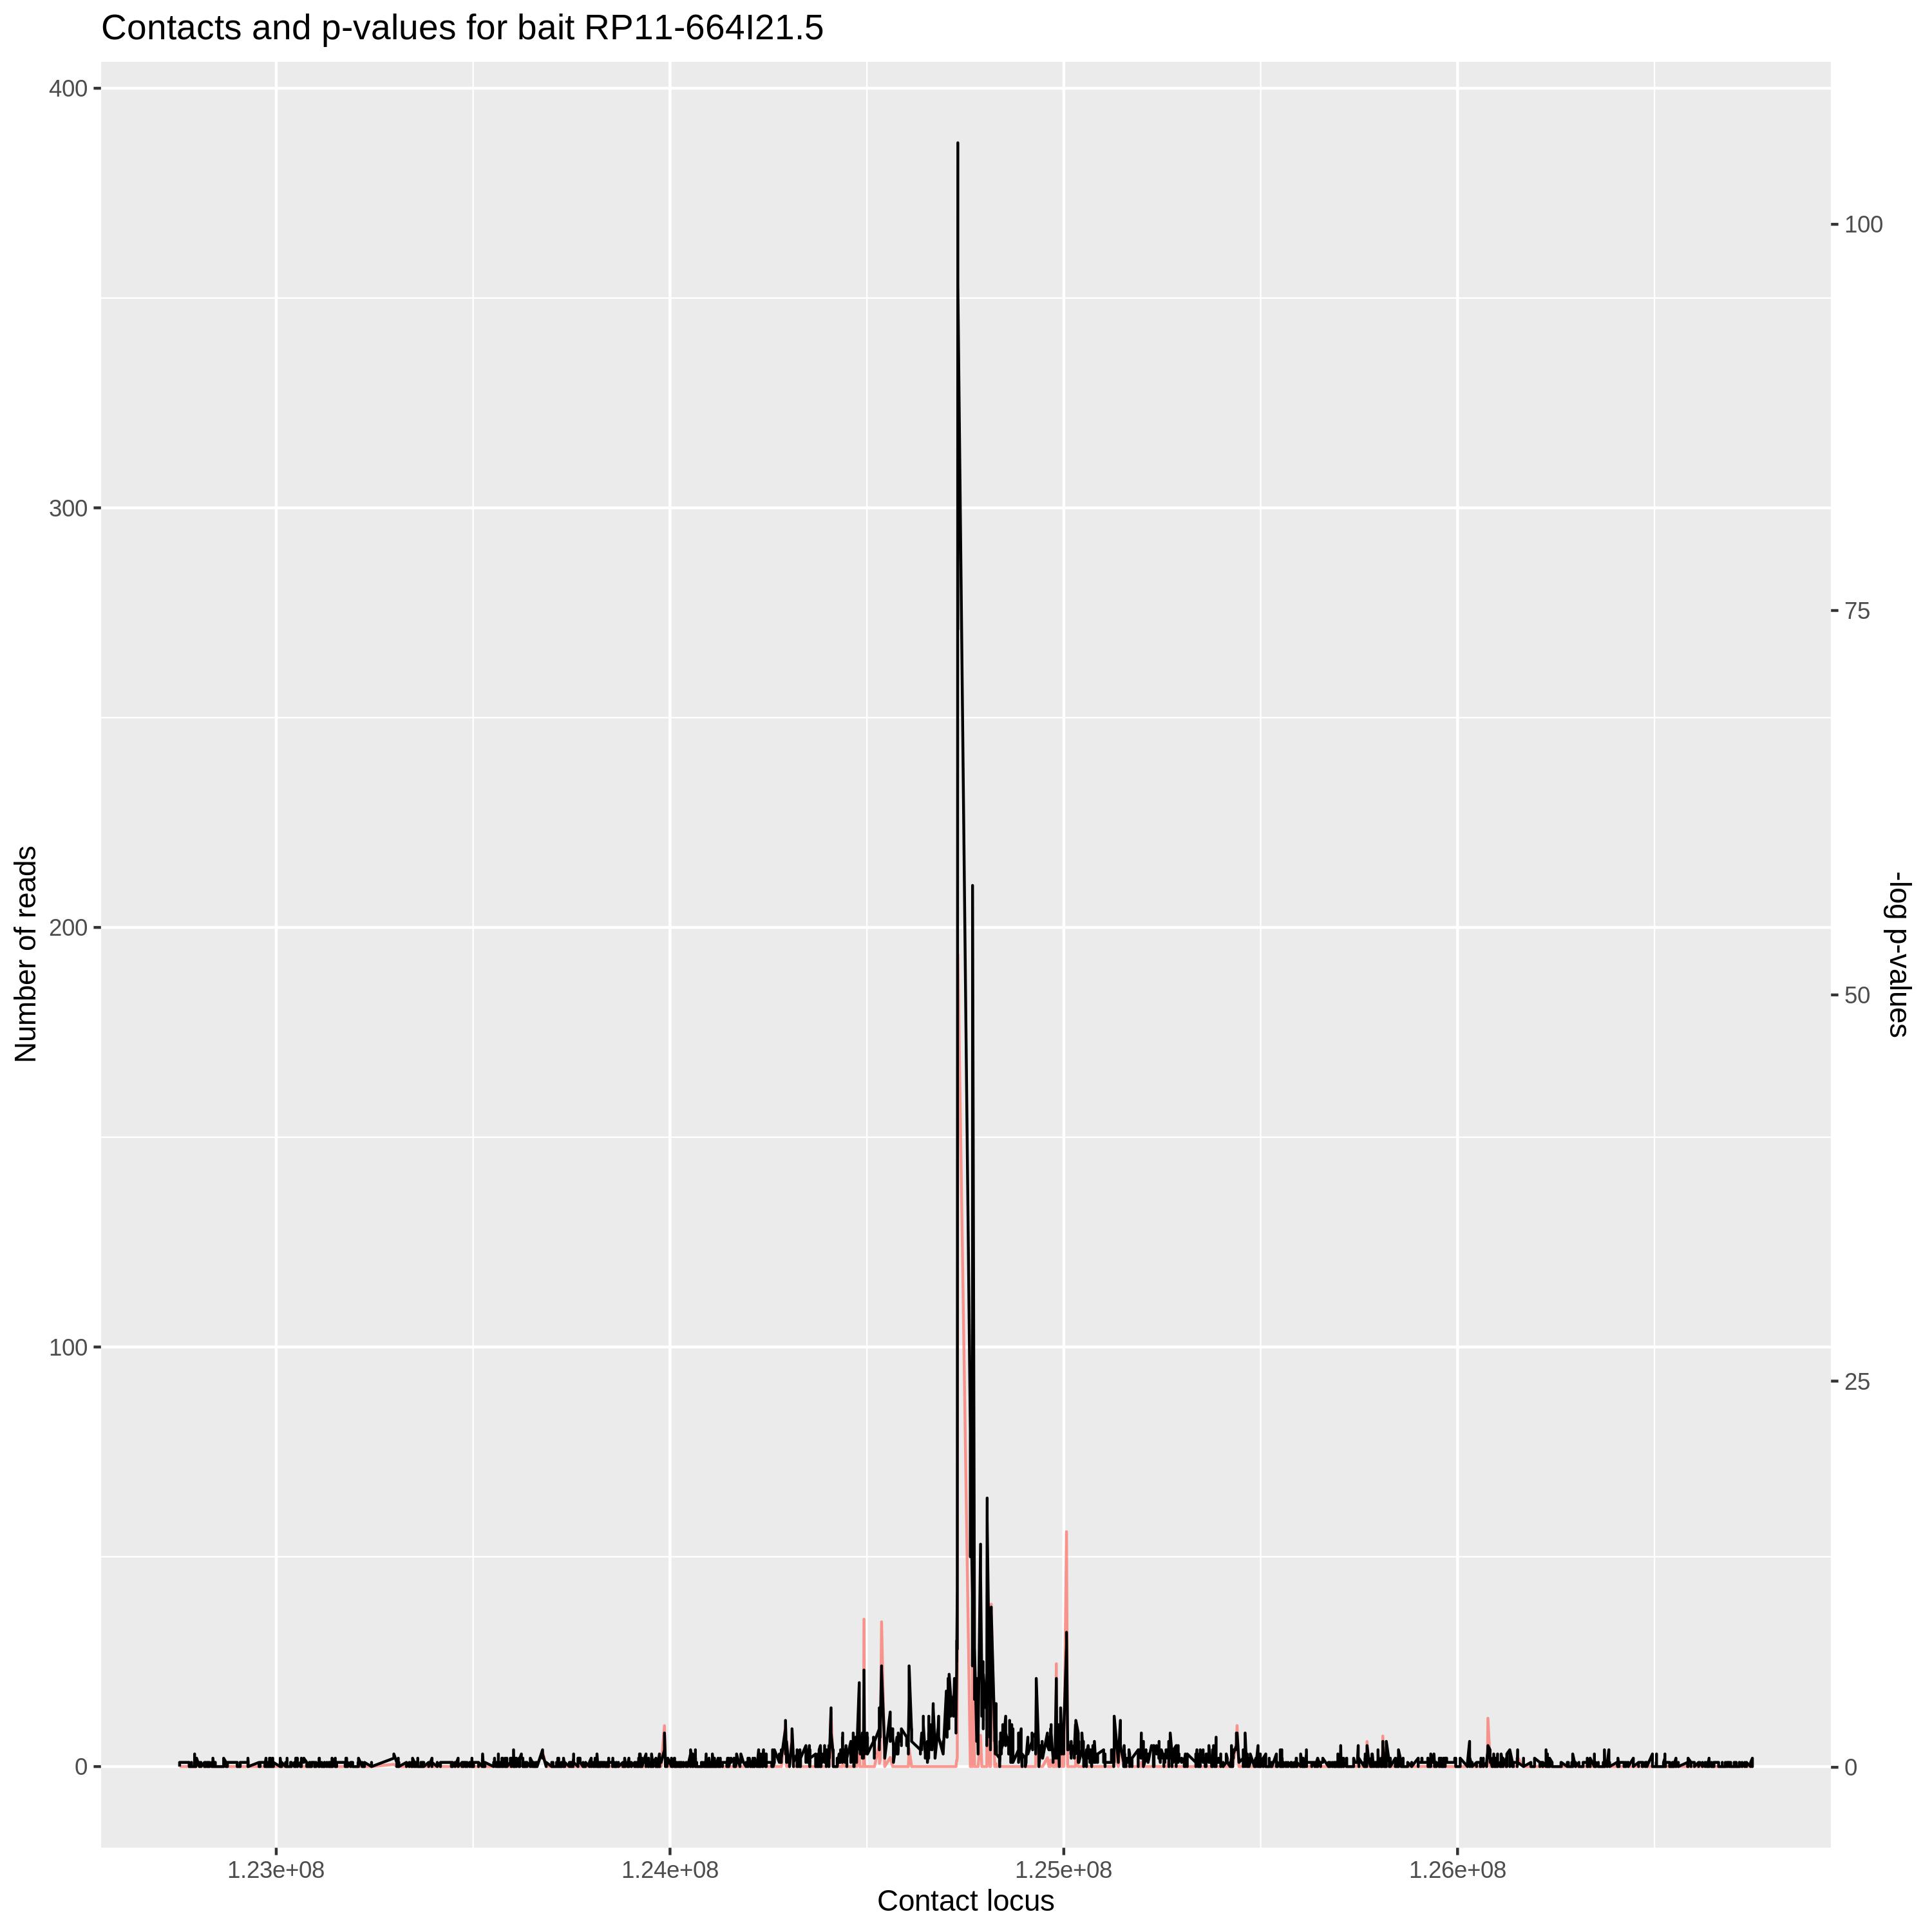 Contacts and p-values for bait RP11-664I21.5
400
300
200
100
0
Number of reads
100
75
50
25
0
-log p-values
1.23e+08
1.24e+08
1.25e+08
1.26e+08
Contact locus